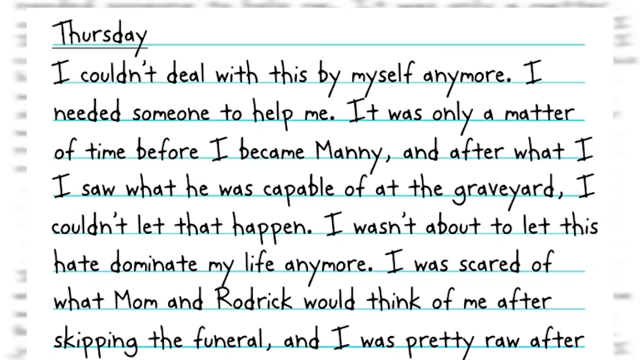 Thursday
I couldn't deal with this by myself anymore. I
needed someone to help me. It was only a matter
of time before I became Manny, and after what I
I saw what he was capable of at the graveyard, I
couldn't let that happen. I wasn't about to let this
hate dominate my life anymore. I was scared of
what Mom and Rodrick would think of me after
skipping the funeral, and I was pretty raw after